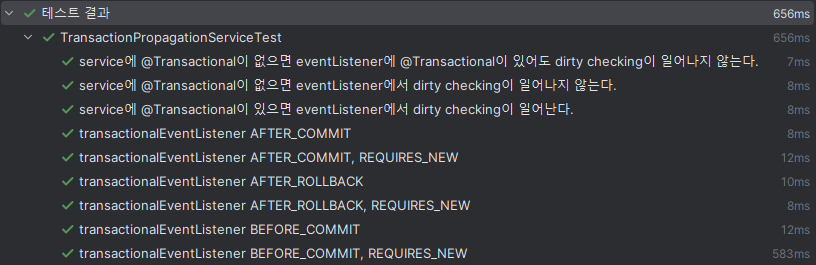 테스트 결과 656ms
TransactionPropagationServiceTest 656ms
service에 @Transactional이 없으면 eventListener에 @Transactional이 있어도 dirty checking이 일어나지 않는다. 7ms
service에 @Transactional이 없으면 eventListener에서 dirty checking이 일어나지 않는다. 8ms
service에 @Transactional이 있으면 eventListener에서 dirty checking이 일어난다. 8ms
transactionalEventListener AFTER_COMMIT 8ms
transactionalEventListener AFTER_COMMIT, REQUIRES_NEW 12ms
transactionalEventListener AFTER_ROLLBACK 10ms
transactionalEventListener AFTER_ROLLBACK, REQUIRES_NEW 8ms
transactionalEventListener BEFORE_COMMIT 12ms
transactionalEventListener BEFORE_COMMIT, REQUIRES_NEW 583ms